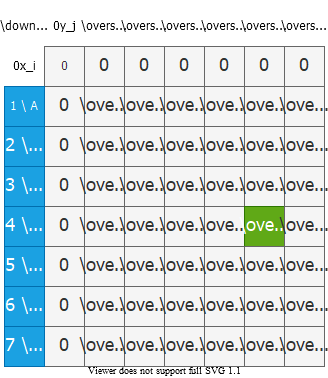 \down... 0y_j \overs... \overs... \overs... \overs... \overs... \overs...
0x_i 0 0 0 0 0 0 0
1 \ A 0 \ove... \ove... \ove... \ove... \ove... \ove...
2 \... 0 \ove... \ove... \ove... \ove... \ove... \ove...
3 \... 0 \ove... \ove... \ove... \ove... \ove... \ove...
4 \... 0 \ove... \ove... \ove... \ove... \ove... \ove...
5 \... 0 \ove... \ove... \ove... \ove... \ove... \ove...
6 \... 0 \ove... \ove... \ove... \ove... \ove... \ove...
7 \... 0 \ove... \ove... \ove... \ove... \ove... \ove...
Viewer does not support full SVG 1.1